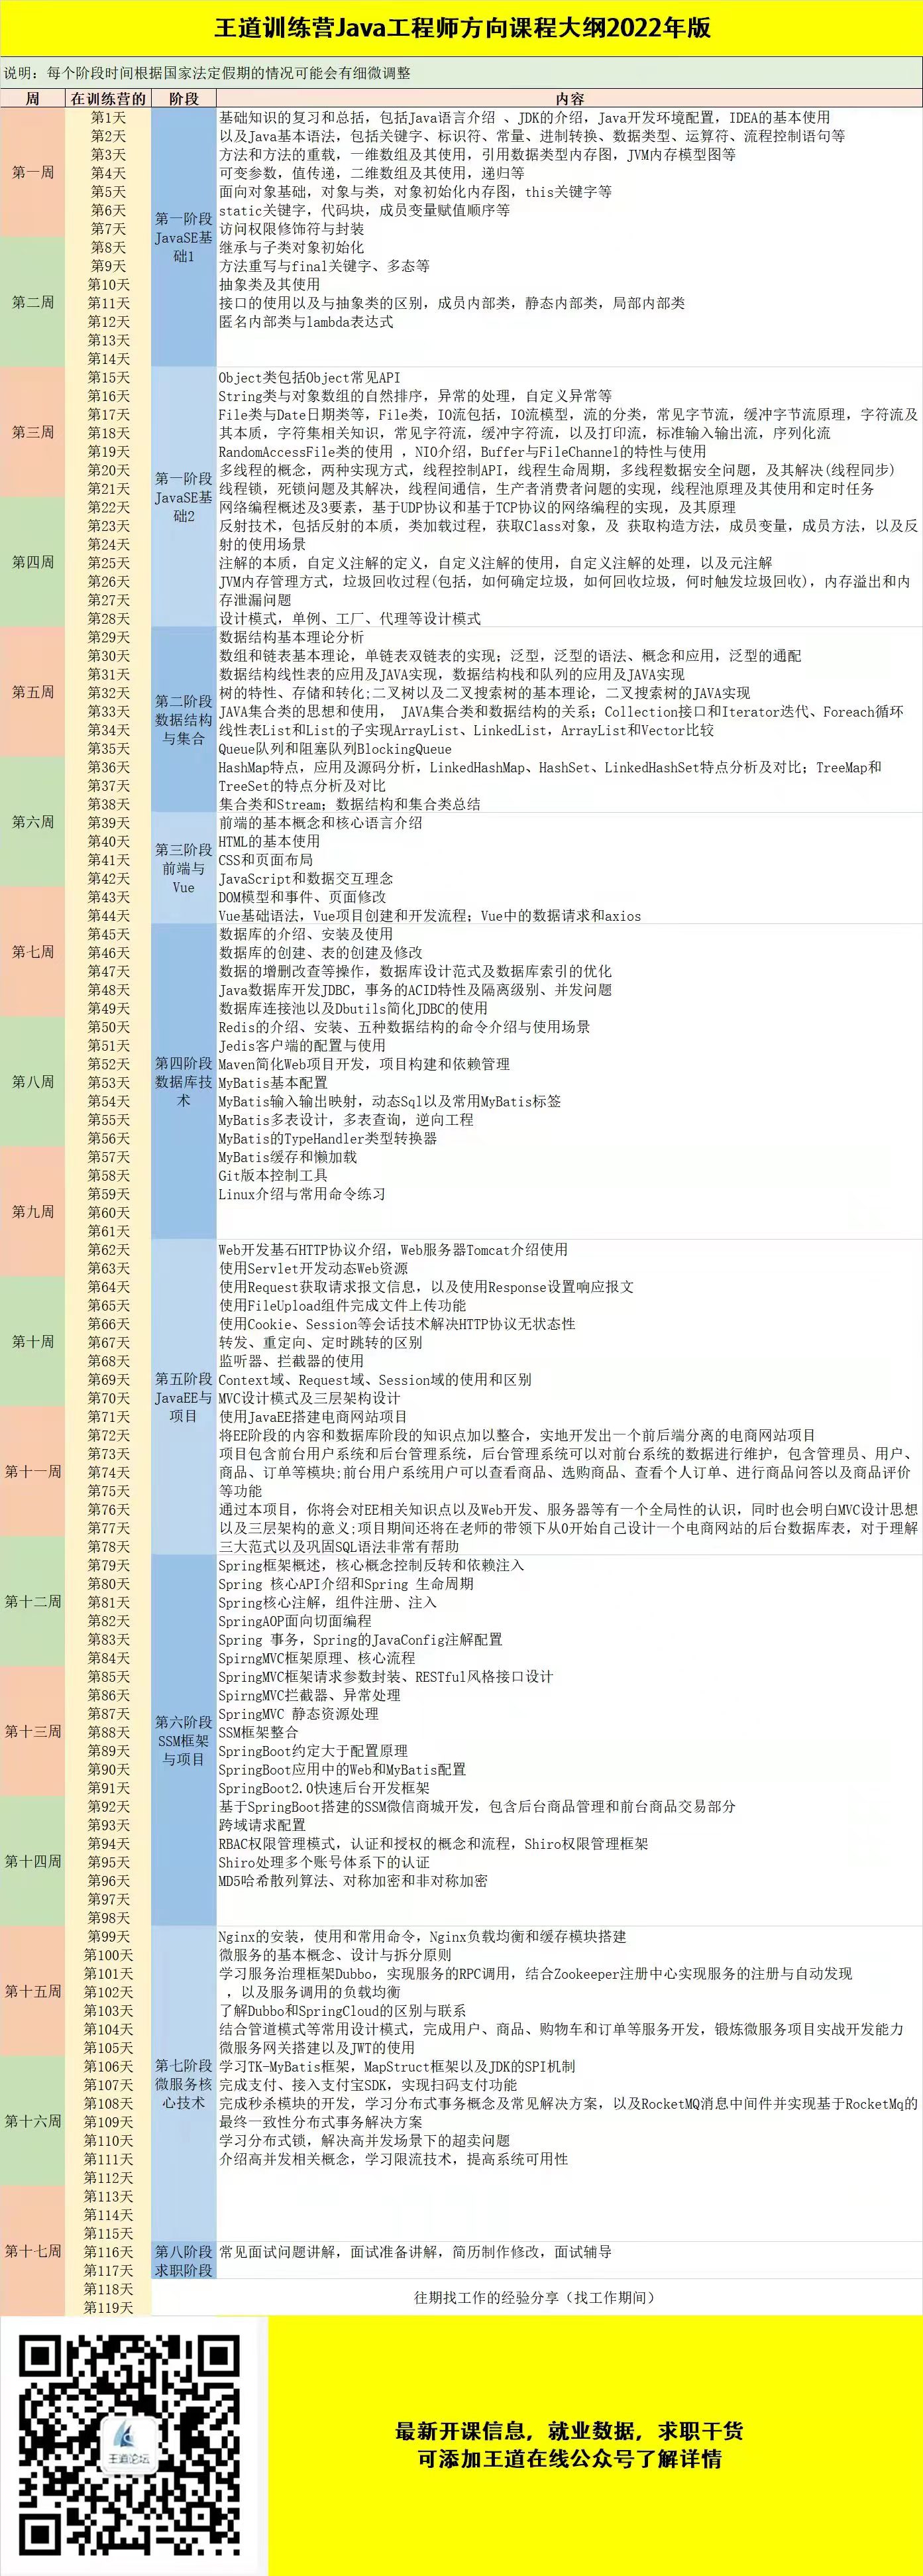 王道训练营Java工程师方向课程大纲2022年版
说明：每个阶段时间根据国家法定假期的情况可能会有细微调整
周 在训练营的 阶段 内容
第一周
第二周
第三周
第四周
第五周
第六周
第七周
第八周
第九周
第十周
第十一周
第十二周
第十三周
第十四周
第十五周
第十六周
第十七周
第1天
第2天
第3天
第4天
第5天
第6天
第7天
第8天
第9天
第10天
第11天
第12天
第13天
第14天
第15天
第16天
第17天
第18天
第19天
第20天
第21天
第22天
第23天
第24天
第25天
第26天
第27天
第28天
第29天
第30天
第31天
第32天
第33天
第34天
第35天
第36天
第37天
第38天
第39天
第40天
第41天
第42天
第43天
第44天
第45天
第46天
第47天
第48天
第49天
第50天
第51天
第52天
第53天
第54天
第55天
第56天
第57天
第58天
第59天
第60天
第61天
第62天
第63天
第64天
第65天
第66天
第67天
第68天
第69天
第70天
第71天
第72天
第73天
第74天
第75天
第76天
第77天
第78天
第79天
第80天
第81天
第82天
第83天
第84天
第85天
第86天
第87天
第88天
第89天
第90天
第91天
第92天
第93天
第94天
第95天
第96天
第97天
第98天
第99天
第100天
第101天
第102天
第103天
第104天
第105天
第106天
第107天
第108天
第109天
第110天
第111天
第112天
第113天
第114天
第115天
第116天
第117天
第118天
第119天
第一阶段
JavaSE基
础1
基础知识的复习和总括，包括Java语言介绍 、JDK的介绍，Java开发环境配置，IDEA的基本使用
以及Java基本语法，包括关键字、标识符、常量、进制转换、数据类型、运算符、流程控制语句等
方法和方法的重载，一维数组及其使用，引用数据类型内存图，JVM内存模型图等
可变参数，值传递，二维数组及其使用，递归等
面向对象基础，对象与类，对象初始化内存图，this关键字等
static关键字，代码块，成员变量赋值顺序等
访问权限修饰符与封装
继承与子类对象初始化
方法重写与final关键字、多态等
抽象类及其使用
接口的使用以及与抽象类的区别，成员内部类，静态内部类，局部内部类
匿名内部类与lambda表达式
第一阶段
JavaSE基
础2
Object类包括Object常见API
String类与对象数组的自然排序，异常的处理，自定义异常等
File类与Date日期类等，File类，IO流包括，IO流模型，流的分类，常见字节流，缓冲字节流原理，字符流及
其本质，字符集相关知识，常见字符流，缓冲字符流，以及打印流，标准输入输出流，序列化流
RandomAccessFile类的使用 ，NIO介绍，Buffer与FileChannel的特性与使用
多线程的概念，两种实现方式，线程控制API，线程生命周期，多线程数据安全问题，及其解决(线程同步)
线程锁，死锁问题及其解决，线程间通信，生产者消费者问题的实现，线程池原理及其使用和定时任务
网络编程概述及3要素，基于UDP协议和基于TCP协议的网络编程的实现，及其原理
反射技术，包括反射的本质，类加载过程，获取Class对象，及 获取构造方法，成员变量，成员方法，以及反
射的使用场景
注解的本质，自定义注解的定义，自定义注解的使用，自定义注解的处理，以及元注解
JVM内存管理方式，垃圾回收过程(包括，如何确定垃圾，如何回收垃圾，何时触发垃圾回收)，内存溢出和内
存泄漏问题
设计模式，单例、工厂、代理等设计模式
第二阶段
数据结构
与集合
数据结构基本理论分析
数组和链表基本理论，单链表双链表的实现；泛型，泛型的语法、概念和应用，泛型的通配
数据结构线性表的应用及JAVA实现，数据结构栈和队列的应用及JAVA实现
树的特性、存储和转化;二叉树以及二叉搜索树的基本理论，二叉搜索树的JAVA实现
JAVA集合类的思想和使用， JAVA集合类和数据结构的关系；Collection接口和Iterator迭代、Foreach循环
线性表List和List的子实现ArrayList、LinkedList，ArrayList和Vector比较
Queue队列和阻塞队列BlockingQueue
HashMap特点，应用及源码分析，LinkedHashMap、HashSet、LinkedHashSet特点分析及对比；TreeMap和
TreeSet的特点分析及对比
集合类和Stream；数据结构和集合类总结
第三阶段
前端与
Vue
前端的基本概念和核心语言介绍
HTML的基本使用
CSS和页面布局
JavaScript和数据交互理念
DOM模型和事件、页面修改
Vue基础语法，Vue项目创建和开发流程；Vue中的数据请求和axios
第四阶段
数据库技
术
数据库的介绍、安装及使用
数据库的创建、表的创建及修改
数据的增删改查等操作，数据库设计范式及数据库索引的优化
Java数据库开发JDBC，事务的ACID特性及隔离级别、并发问题
数据库连接池以及Dbutils简化JDBC的使用
Redis的介绍、安装、五种数据结构的命令介绍与使用场景
Jedis客户端的配置与使用
Maven简化Web项目开发，项目构建和依赖管理
MyBatis基本配置
MyBatis输入输出映射，动态Sql以及常用MyBatis标签
MyBatis多表设计，多表查询，逆向工程
MyBatis的TypeHandler类型转换器
MyBatis缓存和懒加载
Git版本控制工具
Linux介绍与常用命令练习
第五阶段
JavaEE与
项目
Web开发基石HTTP协议介绍，Web服务器Tomcat介绍使用
使用Servlet开发动态Web资源
使用Request获取请求报文信息，以及使用Response设置响应报文
使用FileUpload组件完成文件上传功能
使用Cookie、Session等会话技术解决HTTP协议无状态性
转发、重定向、定时跳转的区别
监听器、拦截器的使用
Context域、Request域、Session域的使用和区别
MVC设计模式及三层架构设计
使用JavaEE搭建电商网站项目
将EE阶段的内容和数据库阶段的知识点加以整合，实地开发出一个前后端分离的电商网站项目
项目包含前台用户系统和后台管理系统，后台管理系统可以对前台系统的数据进行维护，包含管理员、用户、
商品、订单等模块;前台用户系统用户可以查看商品、选购商品、查看个人订单、进行商品问答以及商品评价
等功能
通过本项目，你将会对EE相关知识点以及Web开发、服务器等有一个全局性的认识，同时也会明白MVC设计思想
以及三层架构的意义;项目期间还将在老师的带领下从0开始自己设计一个电商网站的后台数据库表，对于理解
三大范式以及巩固SQL语法非常有帮助
第六阶段
SSM框架
与项目
Spring框架概述，核心概念控制反转和依赖注入
Spring 核心API介绍和Spring 生命周期
Spring核心注解，组件注册、注入
SpringAOP面向切面编程
Spring 事务，Spring的JavaConfig注解配置
SpirngMVC框架原理、核心流程
SpringMVC框架请求参数封装、RESTful风格接口设计
SpirngMVC拦截器、异常处理
SpringMVC 静态资源处理
SSM框架整合
SpringBoot约定大于配置原理
SpringBoot应用中的Web和MyBatis配置
SpringBoot2.0快速后台开发框架
基于SpringBoot搭建的SSM微信商城开发，包含后台商品管理和前台商品交易部分
跨域请求配置
RBAC权限管理模式，认证和授权的概念和流程，Shiro权限管理框架
Shiro处理多个账号体系下的认证
MD5哈希散列算法、对称加密和非对称加密
第七阶段
微服务核
心技术
Nginx的安装，使用和常用命令，Nginx负载均衡和缓存模块搭建
微服务的基本概念、设计与拆分原则
学习服务治理框架Dubbo，实现服务的RPC调用，结合Zookeeper注册中心实现服务的注册与自动发现
，以及服务调用的负载均衡
了解Dubbo和SpringCloud的区别与联系
结合管道模式等常用设计模式，完成用户、商品、购物车和订单等服务开发，锻炼微服务项目实战开发能力
微服务网关搭建以及JWT的使用
学习TK-MyBatis框架，MapStruct框架以及JDK的SPI机制
完成支付、接入支付宝SDK，实现扫码支付功能
完成秒杀模块的开发，学习分布式事务概念及常见解决方案，以及RocketMQ消息中间件并实现基于RocketMq的
最终一致性分布式事务解决方案
学习分布式锁，解决高并发场景下的超卖问题
介绍高并发相关概念，学习限流技术，提高系统可用性
第八阶段
求职阶段
常见面试问题讲解，面试准备讲解，简历制作修改，面试辅导
往期找工作的经验分享（找工作期间）
王道论坛
最新开课信息，就业数据，求职干货
可添加王道在线公众号了解详情